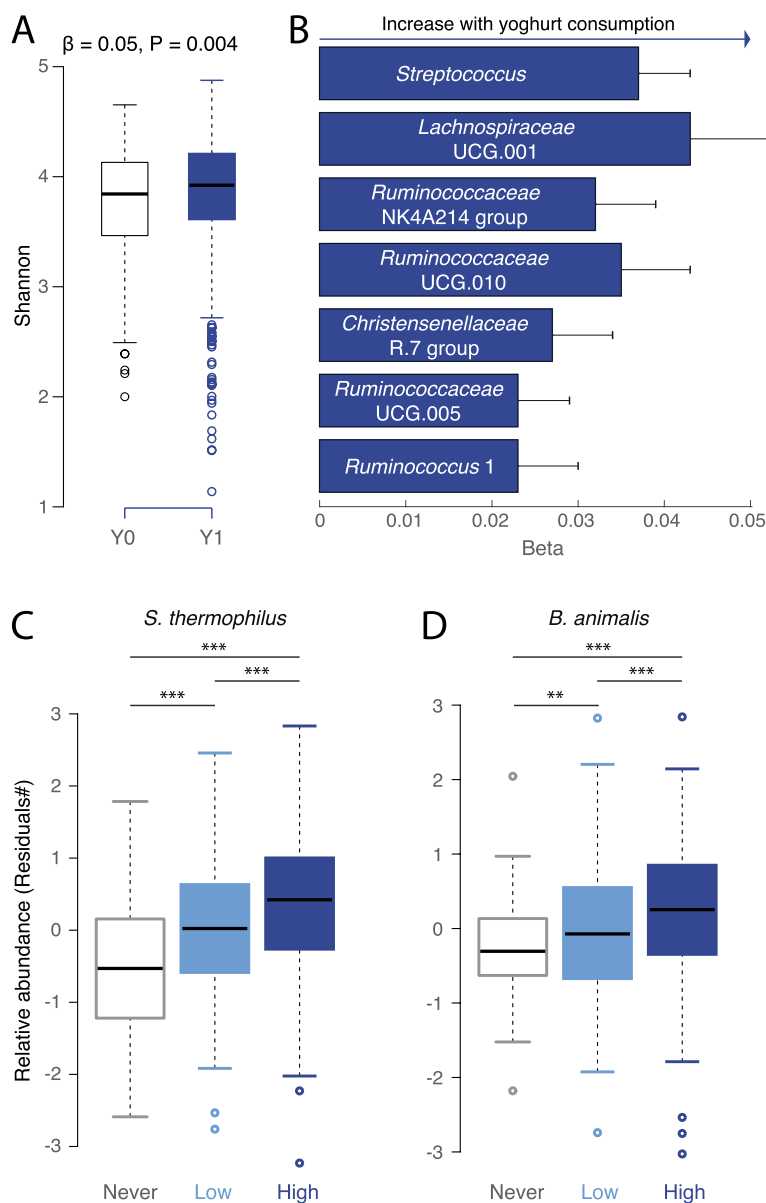 A
β = 0.05, P = 0.004
5
4
3
2
1
Shannon
Y0 Y1
B
Increase with yoghurt consumption
Streptococcus
Lachnospiraceae
UCG.001
Ruminococcaceae
NK4A214 group
Ruminococcaceae
UCG.010
Christensenellaceae
R.7 group
Ruminococcaceae
UCG.005
Ruminococcus 1
0 0.01 0.02 0.03 0.04 0.05
Beta
C
S. thermophilus
***
***
***
3
2
1
0
-1
-2
-3
Relative abundance (Residuals#)
Never Low High
D
B. animalis
***
***
**
3
2
1
0
-1
-2
-3
Never Low High